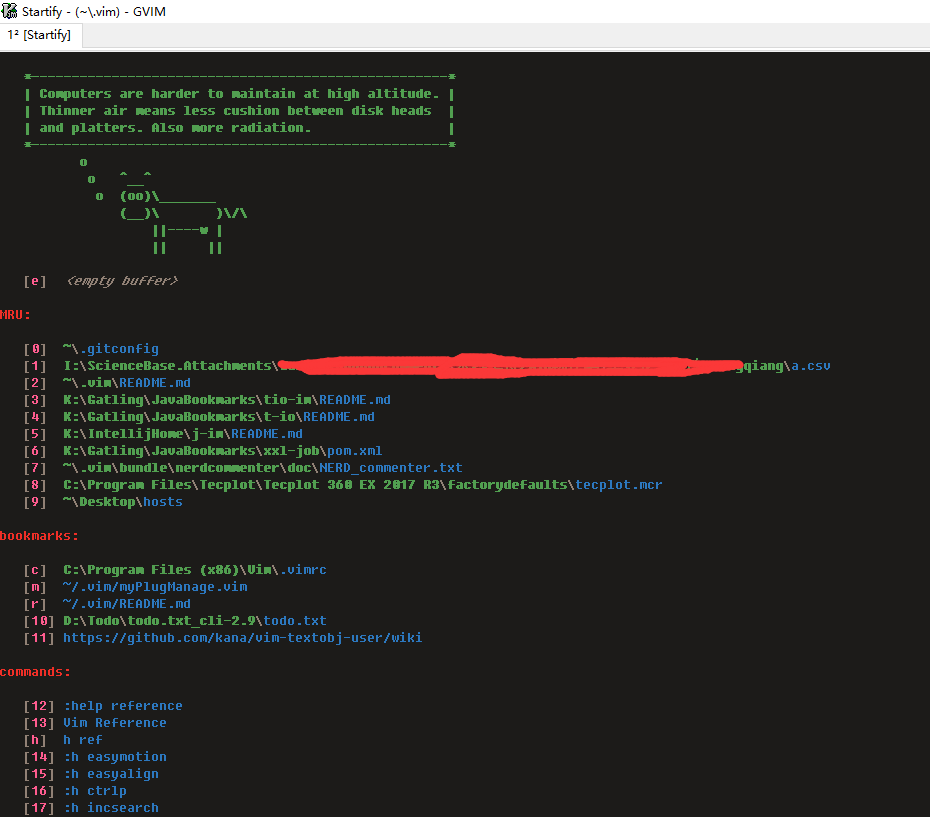 Startify - (~\.vim) - GVIM
1² [Startify]
*----------------------------------------------------*
| Computers are harder to maintain at high altitude. |
| Thinner air means less cushion between disk heads  |
| and platters. Also more radiation.                 |
*----------------------------------------------------*
o
o   ^__^
o  (oo)\_______
(__)\       )\/\
||----w |
||     ||
[e]  <empty buffer>
MRU:
[0]  ~\.gitconfig
[1]  I:\ScienceBase.Attachments\ gqiang\a.csv
[2]  ~\.vim\README.md
[3]  K:\Gatling\JavaBookmarks\tio-im\README.md
[4]  K:\Gatling\JavaBookmarks\t-io\README.md
[5]  K:\IntellijHome\j-im\README.md
[6]  K:\Gatling\JavaBookmarks\xxl-job\pom.xml
[7]  ~\.vim\bundle\nerdcommenter\doc\NERD_commenter.txt
[8]  C:\Program Files\Tecplot\Tecplot 360 EX 2017 R3\factorydefaults\tecplot.mcr
[9]  ~\Desktop\hosts
bookmarks:
[c]  C:\Program Files (x86)\Vim\.vimrc
[m]  ~/.vim/myPlugManage.vim
[r]  ~/.vim/README.md
[10] D:\Todo\todo.txt_cli-2.9\todo.txt
[11] https://github.com/kana/vim-textobj-user/wiki
commands:
[12] :help reference
[13] Vim Reference
[h]  h ref
[14] :h easymotion
[15] :h easyalign
[16] :h ctrlp
[17] :h incsearch